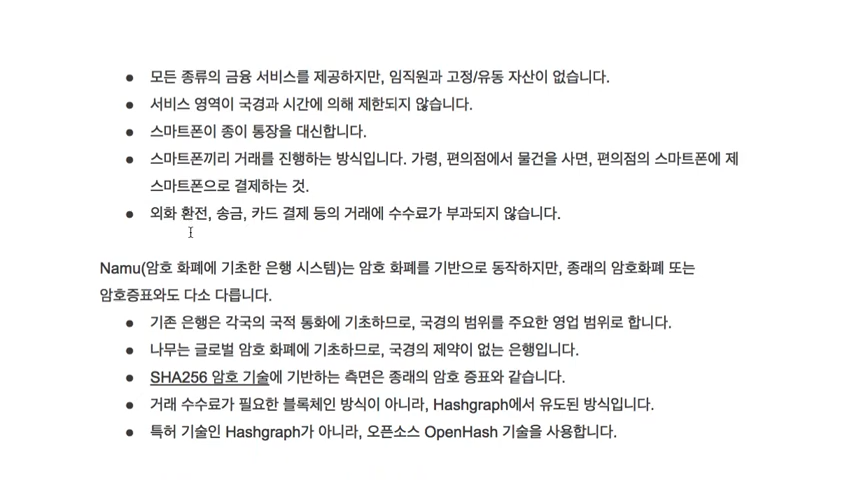 ● 모든 종류의 금융 서비스를 제공하지만, 임직원과 고정/유동 자산이 없습니다.
● 서비스 영역이 국경과 시간에 의해 제한되지 않습니다.
● 스마트폰이 종이 통장을 대신합니다.
● 스마트폰끼리 거래를 진행하는 방식입니다. 가령, 편의점에서 물건을 사면, 편의점의 스마트폰에 제
스마트폰으로 결제하는 것.
● 외화 환전, 송금, 카드 결제 등의 거래에 수수료가 부과되지 않습니다.
Namu(암호 화폐에 기초한 은행 시스템)는 암호 화폐를 기반으로 동작하지만, 종래의 암호화폐 또는
암호증표와도 다소 다릅니다.
● 기존 은행은 각국의 국적 통화에 기초하므로, 국경의 범위를 주요한 영업 범위로 합니다.
● 나무는 글로벌 암호 화폐에 기초하므로, 국경의 제약이 없는 은행입니다.
● SHA256 암호 기술에 기반하는 측면은 종래의 암호 증표와 같습니다.
● 거래 수수료가 필요한 블록체인 방식이 아니라, Hashgraph에서 유도된 방식입니다.
● 특허 기술인 Hashgraph가 아니라, 오픈소스 OpenHash 기술을 사용합니다.